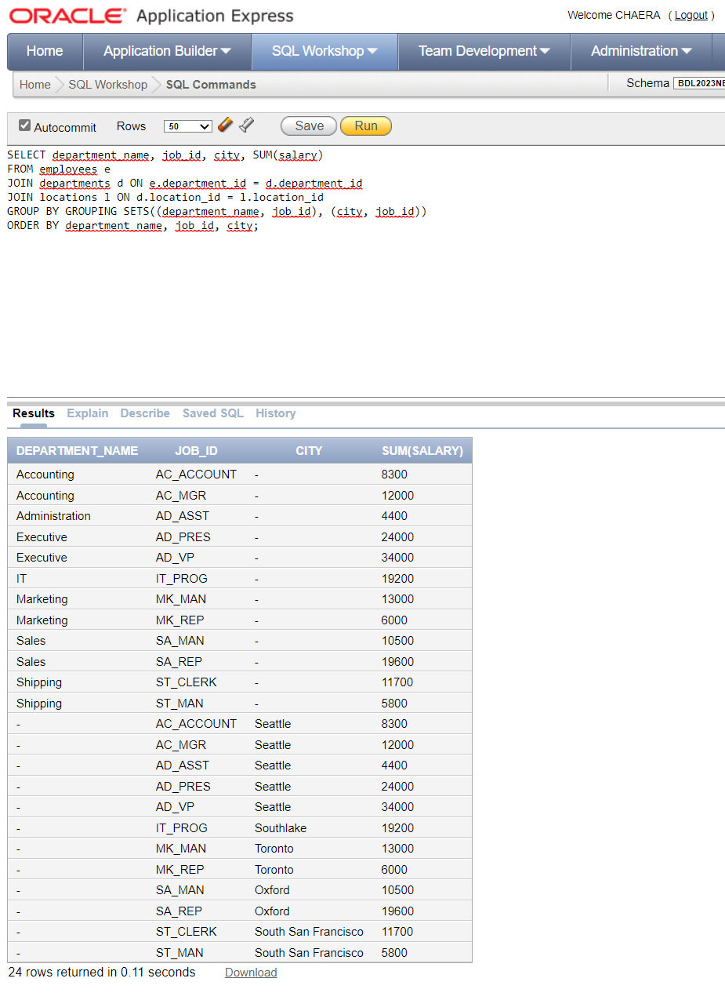 ORACLE® Application Express
Welcome CHAERA ( Logout )
Home Application Builder SQL Workshop Team Development Administration
Home SQL Workshop SQL Commands Schema BDL2023NE
Autocommit Rows 50 Save Run
SELECT department_name, job_id, city, SUM(salary)
FROM employees e
JOIN departments d ON e.department_id = d.department_id
JOIN locations l ON d.location_id = l.location_id
GROUP BY GROUPING SETS((department_name, job_id), (city, job_id))
ORDER BY department_name, job_id, city;
Results Explain Describe Saved SQL History
DEPARTMENT_NAME JOB_ID CITY SUM(SALARY)
Accounting AC_ACCOUNT - 8300
Accounting AC_MGR - 12000
Administration AD_ASST - 4400
Executive AD_PRES - 24000
Executive AD_VP - 34000
IT IT_PROG - 19200
Marketing MK_MAN - 13000
Marketing MK_REP - 6000
Sales SA_MAN - 10500
Sales SA_REP - 19600
Shipping ST_CLERK - 11700
Shipping ST_MAN - 5800
- AC_ACCOUNT Seattle 8300
- AC_MGR Seattle 12000
- AD_ASST Seattle 4400
- AD_PRES Seattle 24000
- AD_VP Seattle 34000
- IT_PROG Southlake 19200
- MK_MAN Toronto 13000
- MK_REP Toronto 6000
- SA_MAN Oxford 10500
- SA_REP Oxford 19600
- ST_CLERK South San Francisco 11700
- ST_MAN South San Francisco 5800
24 rows returned in 0.11 seconds Download